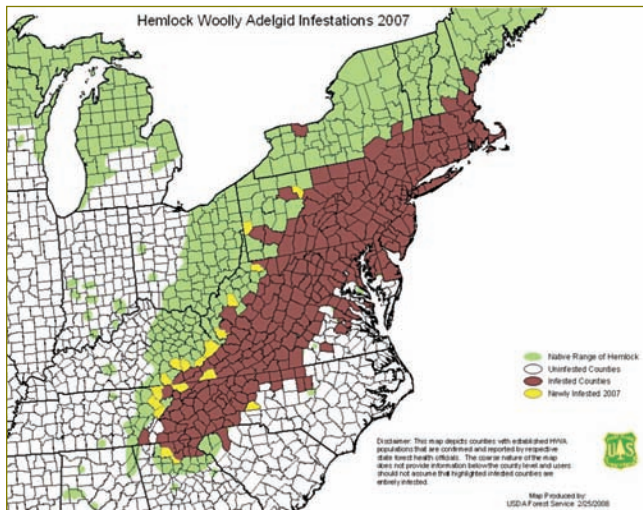 Hemlock Woolly Adelgid Infestations 2007
Native Range of Hemlock
Uninfested Counties
Infested Counties
Newly Infested 2007
Disclaimer: This map depicts counties with established HWA
populations that are confirmed and reported by respective
state forest health officials. The coarse nature of the map
does not provide information below the county level and users
should not assume that highlighted infested counties are
entirely infested.
UAS
Map Produced by:
USDA Forest Service 2/25/2008